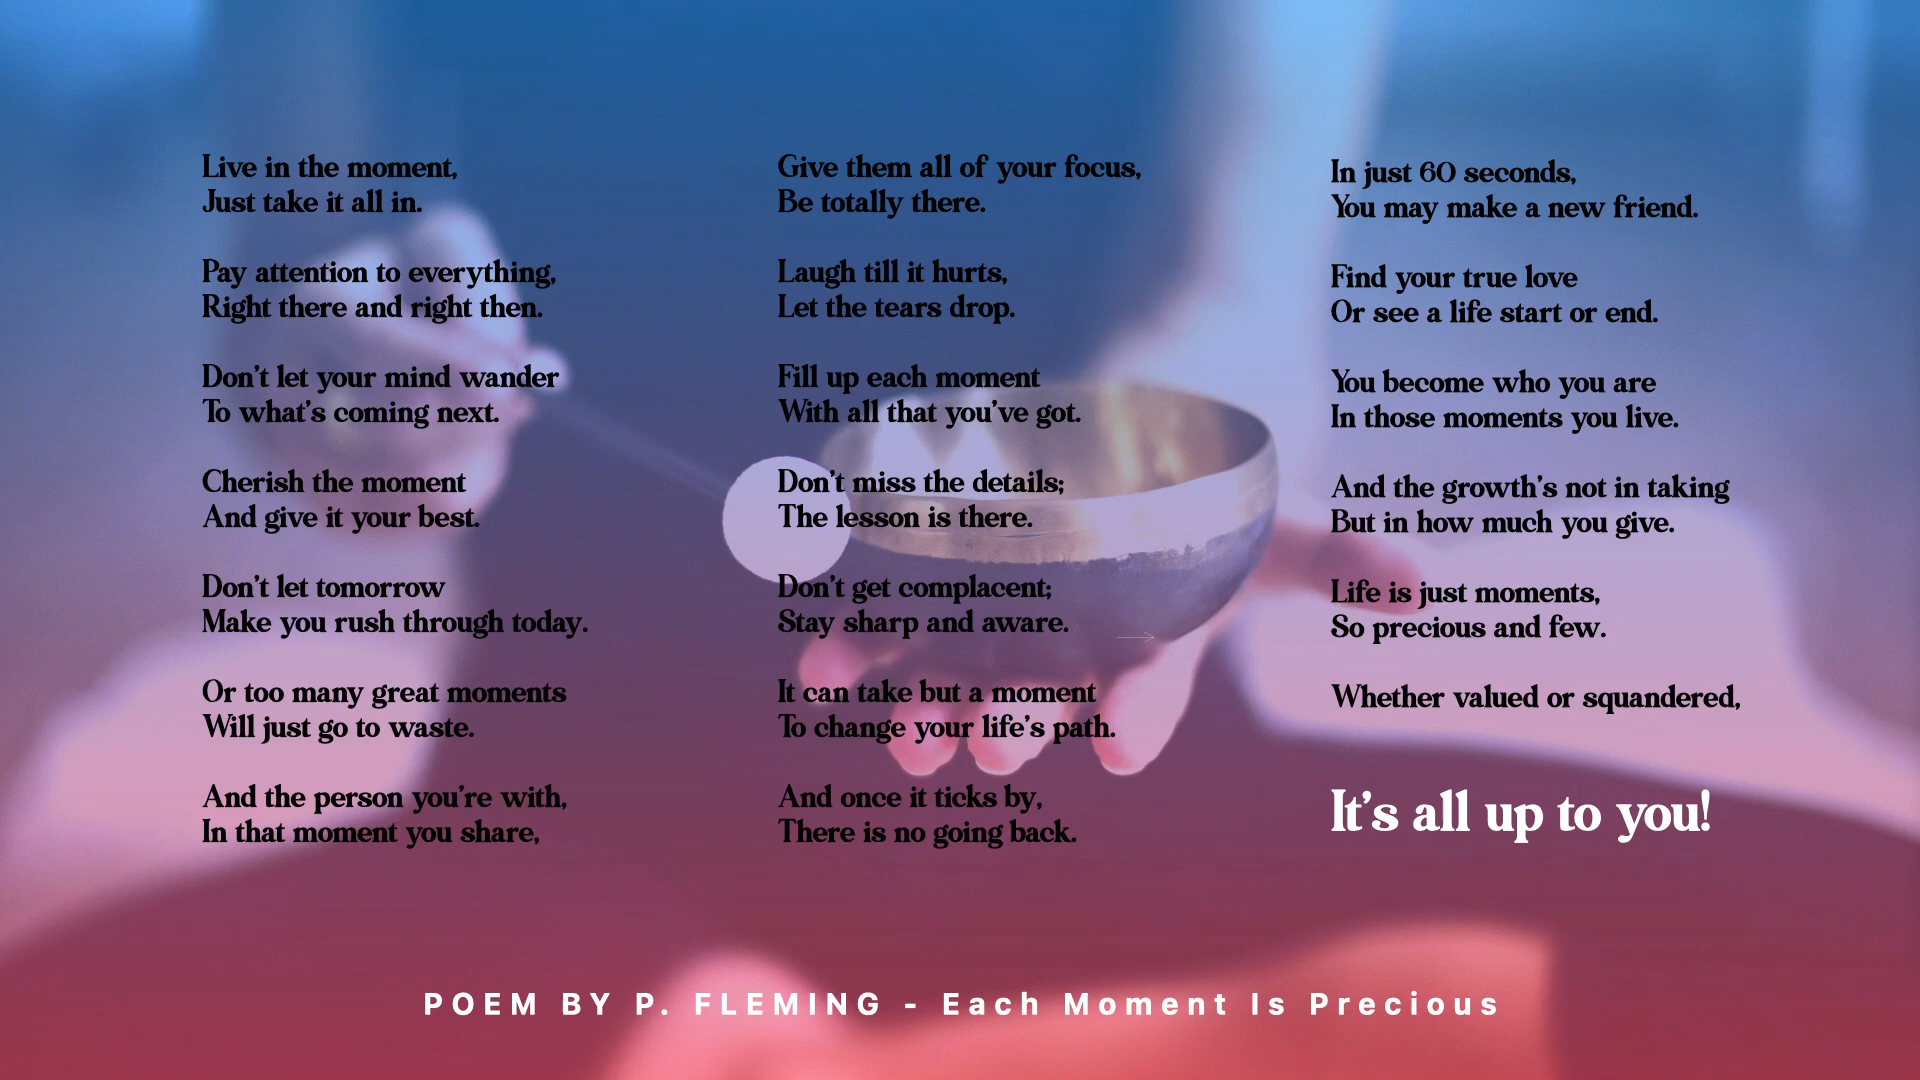 Live in the moment,
Just take it all in.
Pay attention to everything,
Right there and right then.
Don't let your mind wander
To what's coming next.
Cherish the moment
And give it your best.
Don't let tomorrow
Make you rush through today.
Or too many great moments
Will just go to waste.
And the person you're with,
In that moment you share,
Give them all of your focus,
Be totally there.
Laugh till it hurts,
Let the tears drop.
Fill up each moment
With all that you've got.
Don't miss the details;
The lesson is there.
Don't get complacent;
Stay sharp and aware.
It can take but a moment
To change your life's path.
And once it ticks by,
There is no going back.
In just 60 seconds,
You may make a new friend.
Find your true love
Or see a life start or end.
You become who you are
In those moments you live.
And the growth's not in taking
But in how much you give.
Life is just moments,
So precious and few.
Whether valued or squandered,
It's all up to you!
POEM BY P. FLEMING - Each Moment Is Precious